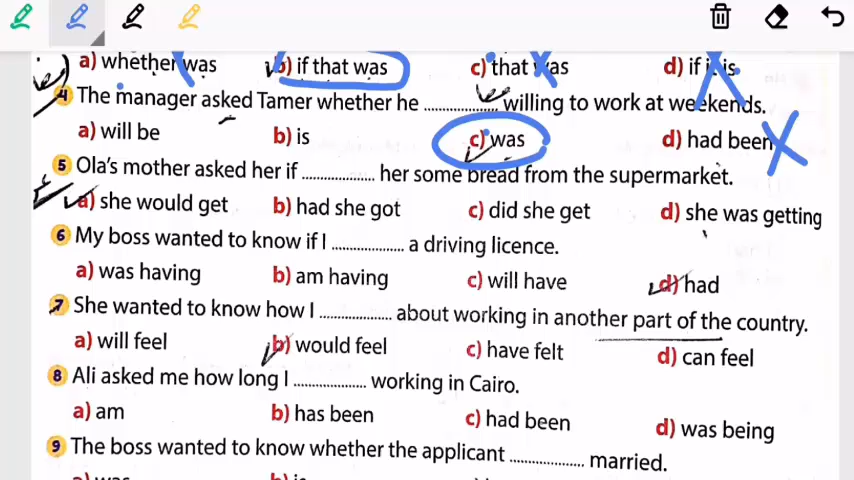 a) whether was b) if that was c) that was d) if it is
4 The manager asked Tamer whether he .................. willing to work at weekends.
a) will be b) is c) was d) had been
5 Ola's mother asked her if .................. her some bread from the supermarket.
a) she would get b) had she got c) did she get d) she was getting
6 My boss wanted to know if I .................. a driving licence.
a) was having b) am having c) will have d) had
7 She wanted to know how I .................. about working in another part of the country.
a) will feel b) would feel c) have felt d) can feel
8 Ali asked me how long I .................. working in Cairo.
a) am b) has been c) had been d) was being
9 The boss wanted to know whether the applicant .................. married.